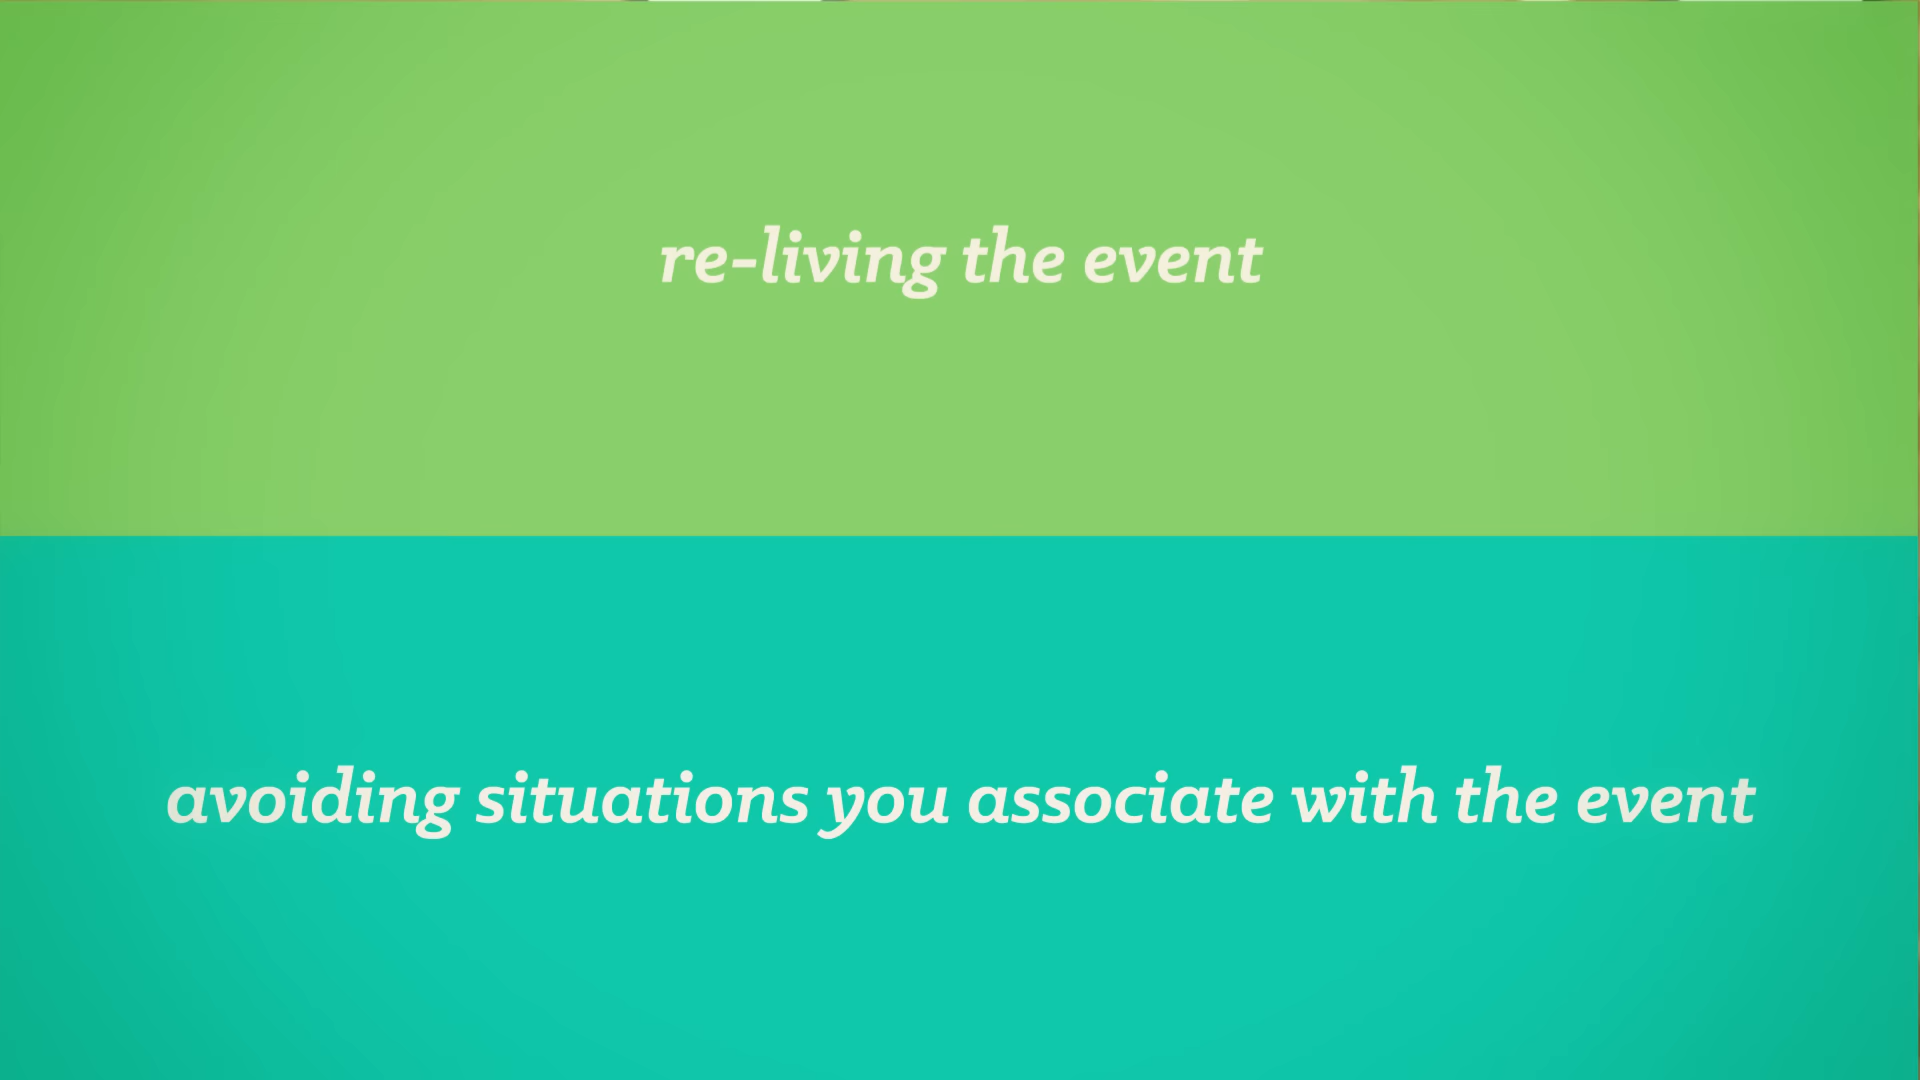 re-living the event
avoiding situations you associate with the event